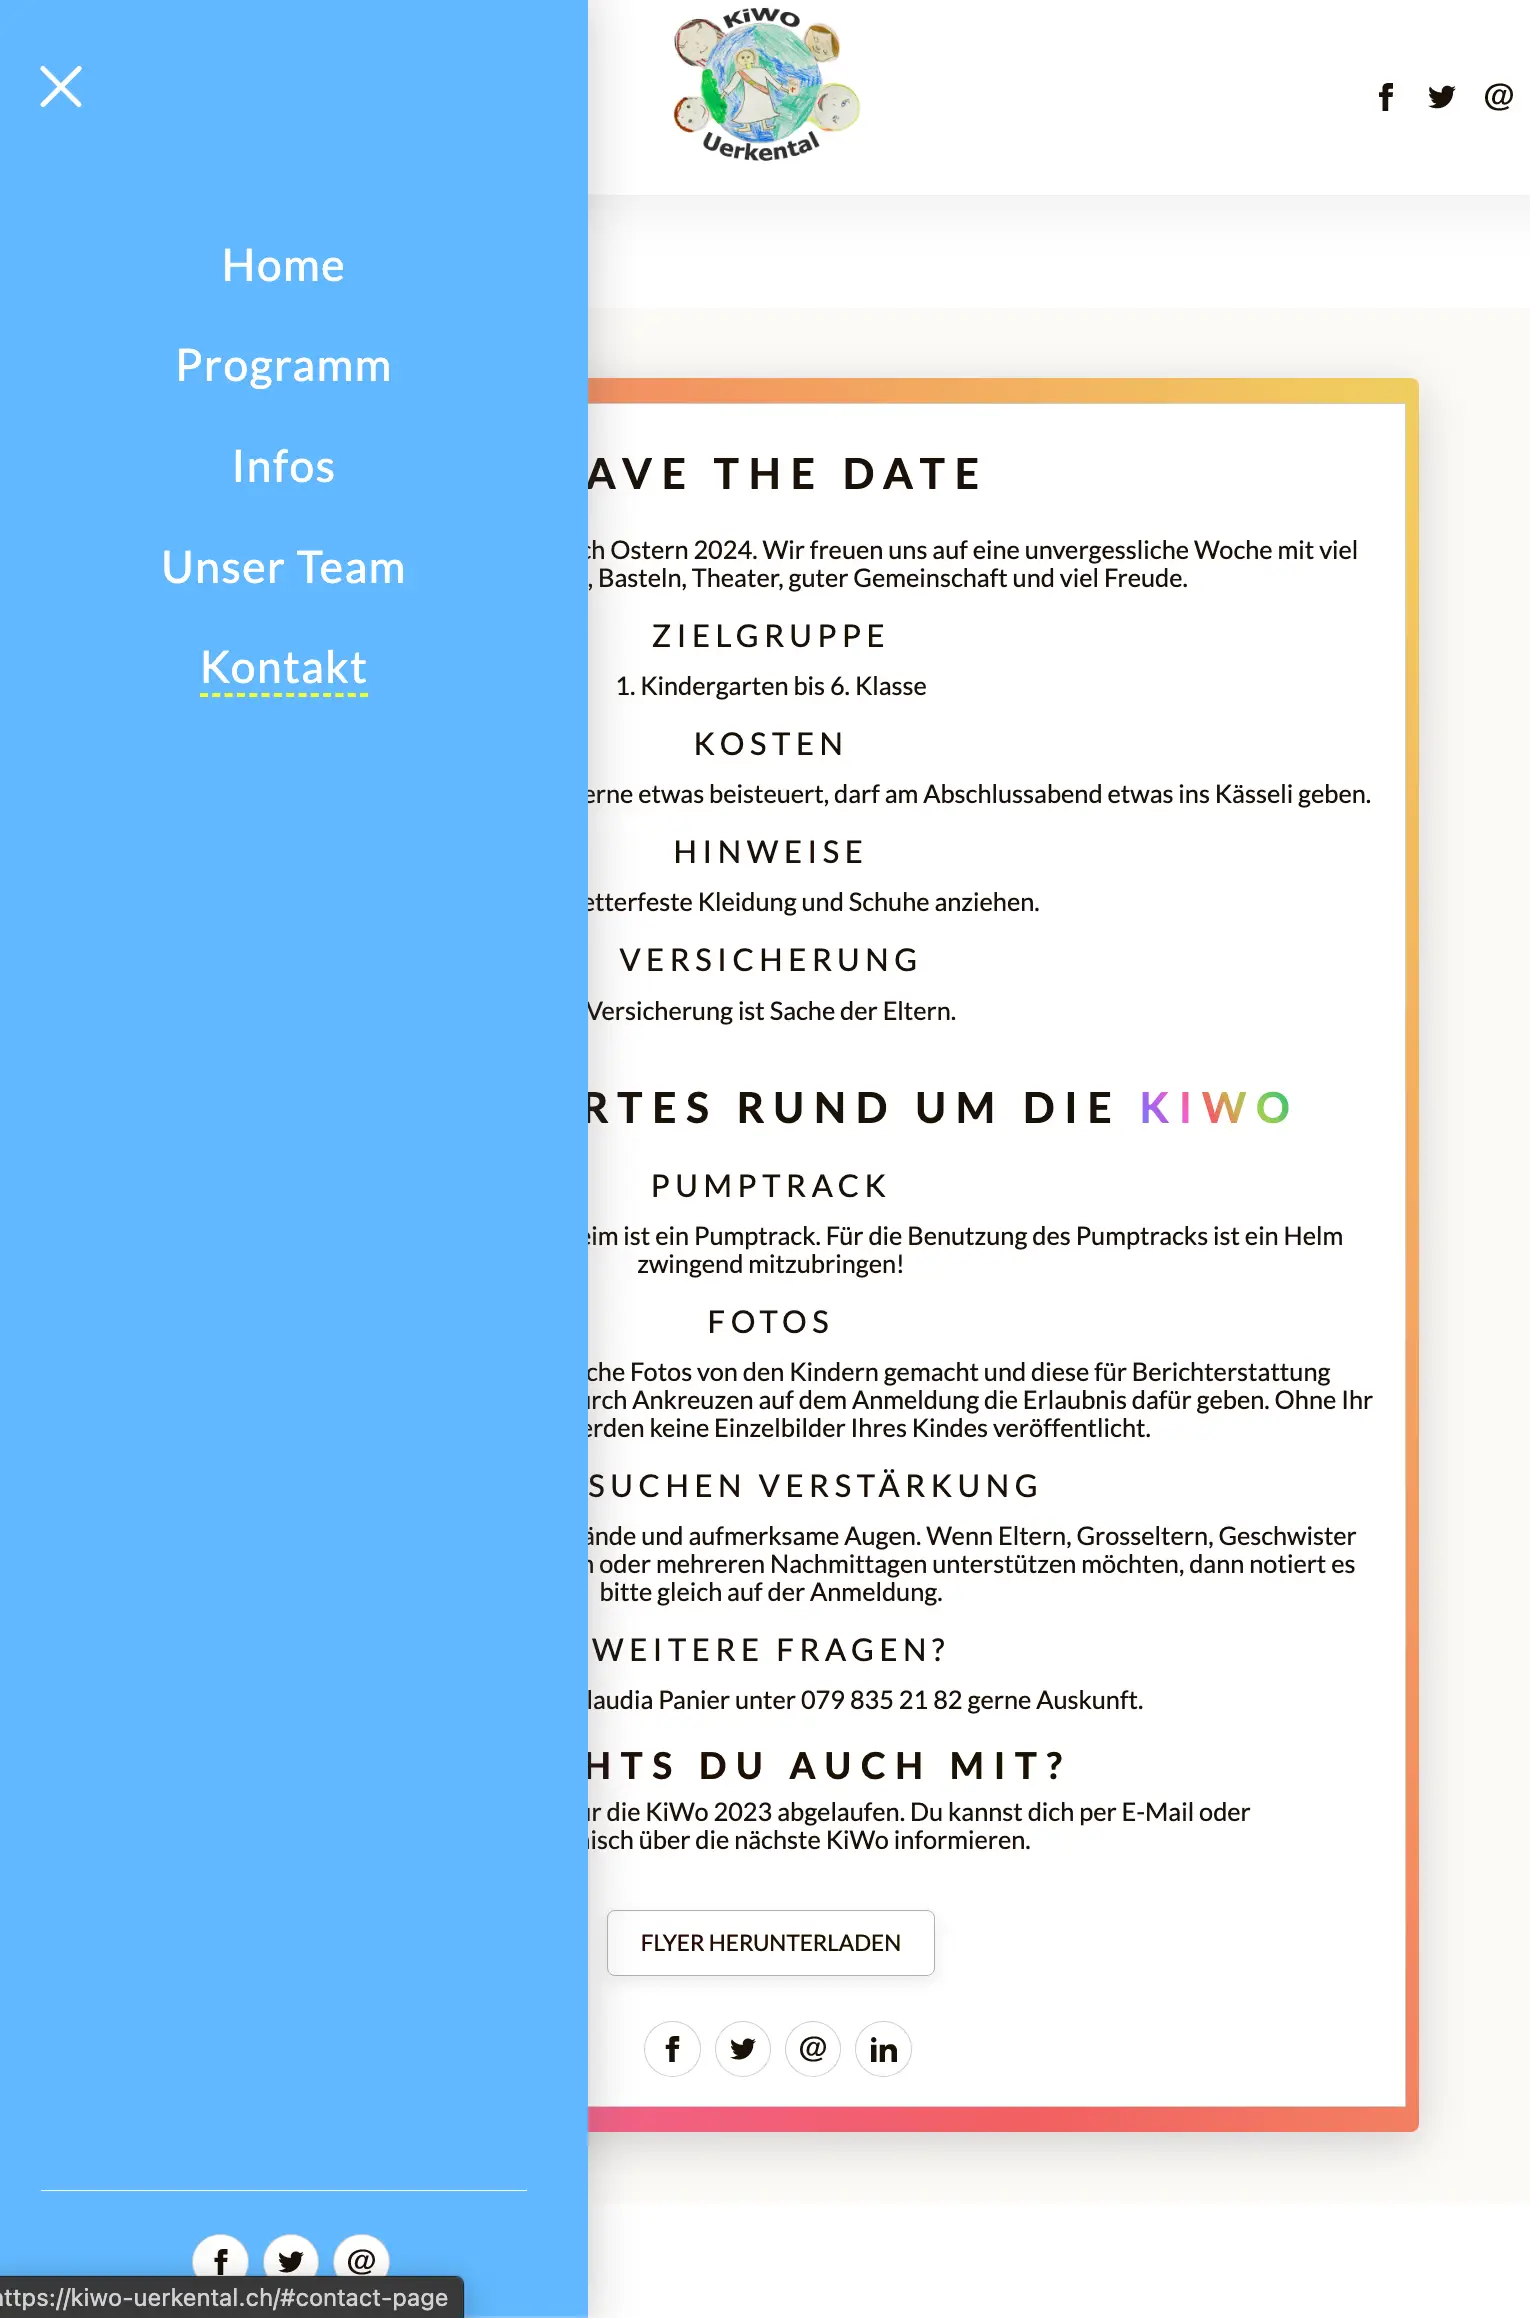 KiWo
Uerkental
Home
Programm
Infos
Unser Team
Kontakt
AVE THE DATE
ch Ostern 2024. Wir freuen uns auf eine unvergessliche Woche mit viel
, Basteln, Theater, guter Gemeinschaft und viel Freude.
ZIELGRUPPE
1. Kindergarten bis 6. Klasse
KOSTEN
erne etwas beisteuert, darf am Abschlussabend etwas ins Kässeli geben.
HINWEISE
etterfeste Kleidung und Schuhe anziehen.
VERSICHERUNG
Versicherung ist Sache der Eltern.
RTES RUND UM DIE KIWO
PUMPTRACK
eim ist ein Pumptrack. Für die Benutzung des Pumptracks ist ein Helm
zwingend mitzubringen!
FOTOS
che Fotos von den Kindern gemacht und diese für Berichterstattung
urch Ankreuzen auf dem Anmeldung die Erlaubnis dafür geben. Ohne Ihr
erden keine Einzelbilder Ihres Kindes veröffentlicht.
SUCHEN VERSTÄRKUNG
ände und aufmerksame Augen. Wenn Eltern, Grosseltern, Geschwister
n oder mehreren Nachmittagen unterstützen möchten, dann notiert es
bitte gleich auf der Anmeldung.
WEITERE FRAGEN?
laudia Panier unter 079 835 21 82 gerne Auskunft.
HTS DU AUCH MIT?
ur die KiWo 2023 abgelaufen. Du kannst dich per E-Mail oder
nisch über die nächste KiWo informieren.
FLYER HERUNTERLADEN
https://kiwo-uerkental.ch/#contact-page